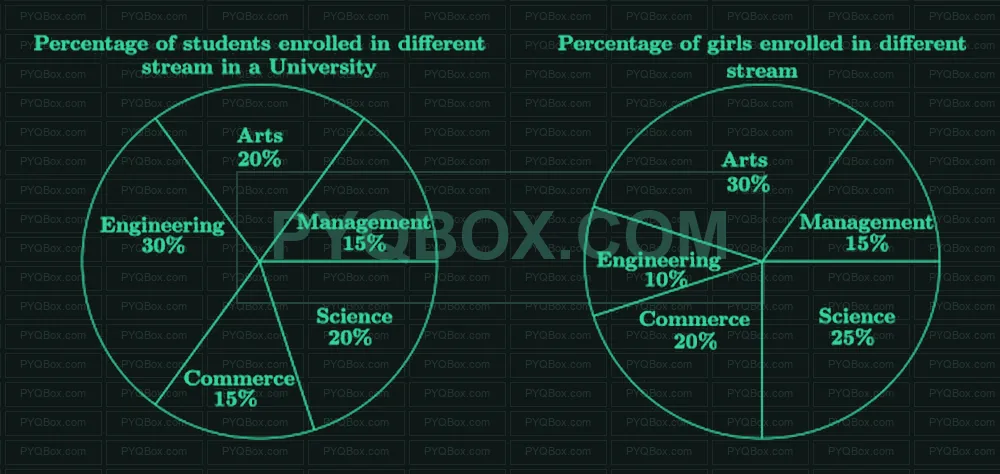 Percentage of students enrolled in different
stream in a University
Arts
20%
Engineering
30%
Management
15%
Science
20%
Commerce
15%
Percentage of girls enrolled in different
stream
Arts
30%
Management
15%
Engineering
10%
Commerce
20%
Science
25%
PYQBOX.COM